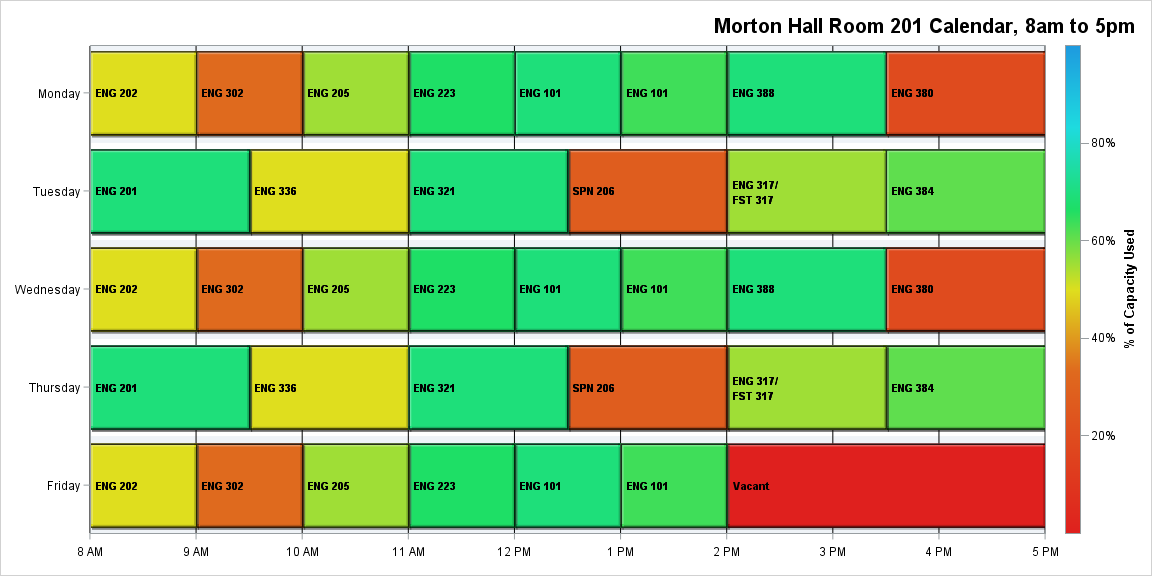 Morton Hall Room 201 Calendar, 8am to 5pm
Monday
ENG 202
ENG 302
ENG 205
ENG 223
ENG 101
ENG 101
ENG 388
ENG 380
Tuesday
ENG 201
ENG 336
ENG 321
SPN 206
ENG 317/
FST 317
ENG 384
Wednesday
ENG 202
ENG 302
ENG 205
ENG 223
ENG 101
ENG 101
ENG 388
ENG 380
Thursday
ENG 201
ENG 336
ENG 321
SPN 206
ENG 317/
FST 317
ENG 384
Friday
ENG 202
ENG 302
ENG 205
ENG 223
ENG 101
ENG 101
Vacant
8 AM
9 AM
10 AM
11 AM
12 PM
1 PM
2 PM
3 PM
4 PM
5 PM
80%
60%
40%
20%
% of Capacity Used